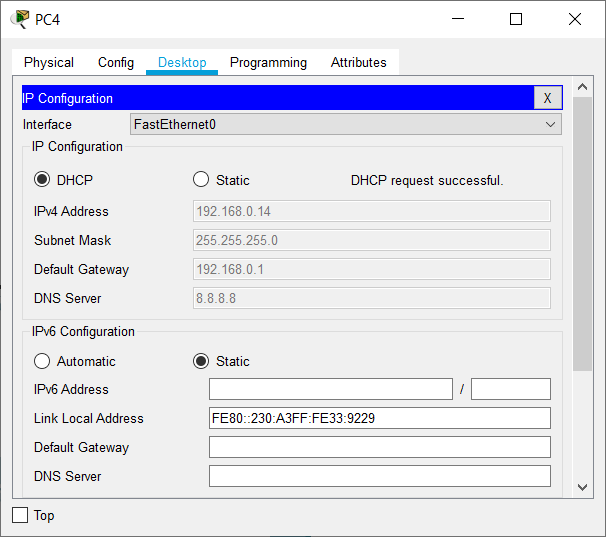 PC4
Physical Config Desktop Programming Attributes
IP Configuration X
Interface FastEthernet0
IP Configuration
DHCP Static DHCP request successful.
IPv4 Address 192.168.0.14
Subnet Mask 255.255.255.0
Default Gateway 192.168.0.1
DNS Server 8.8.8.8
IPv6 Configuration
Automatic Static
IPv6 Address /
Link Local Address FE80::230:A3FF:FE33:9229
Default Gateway
DNS Server
Top